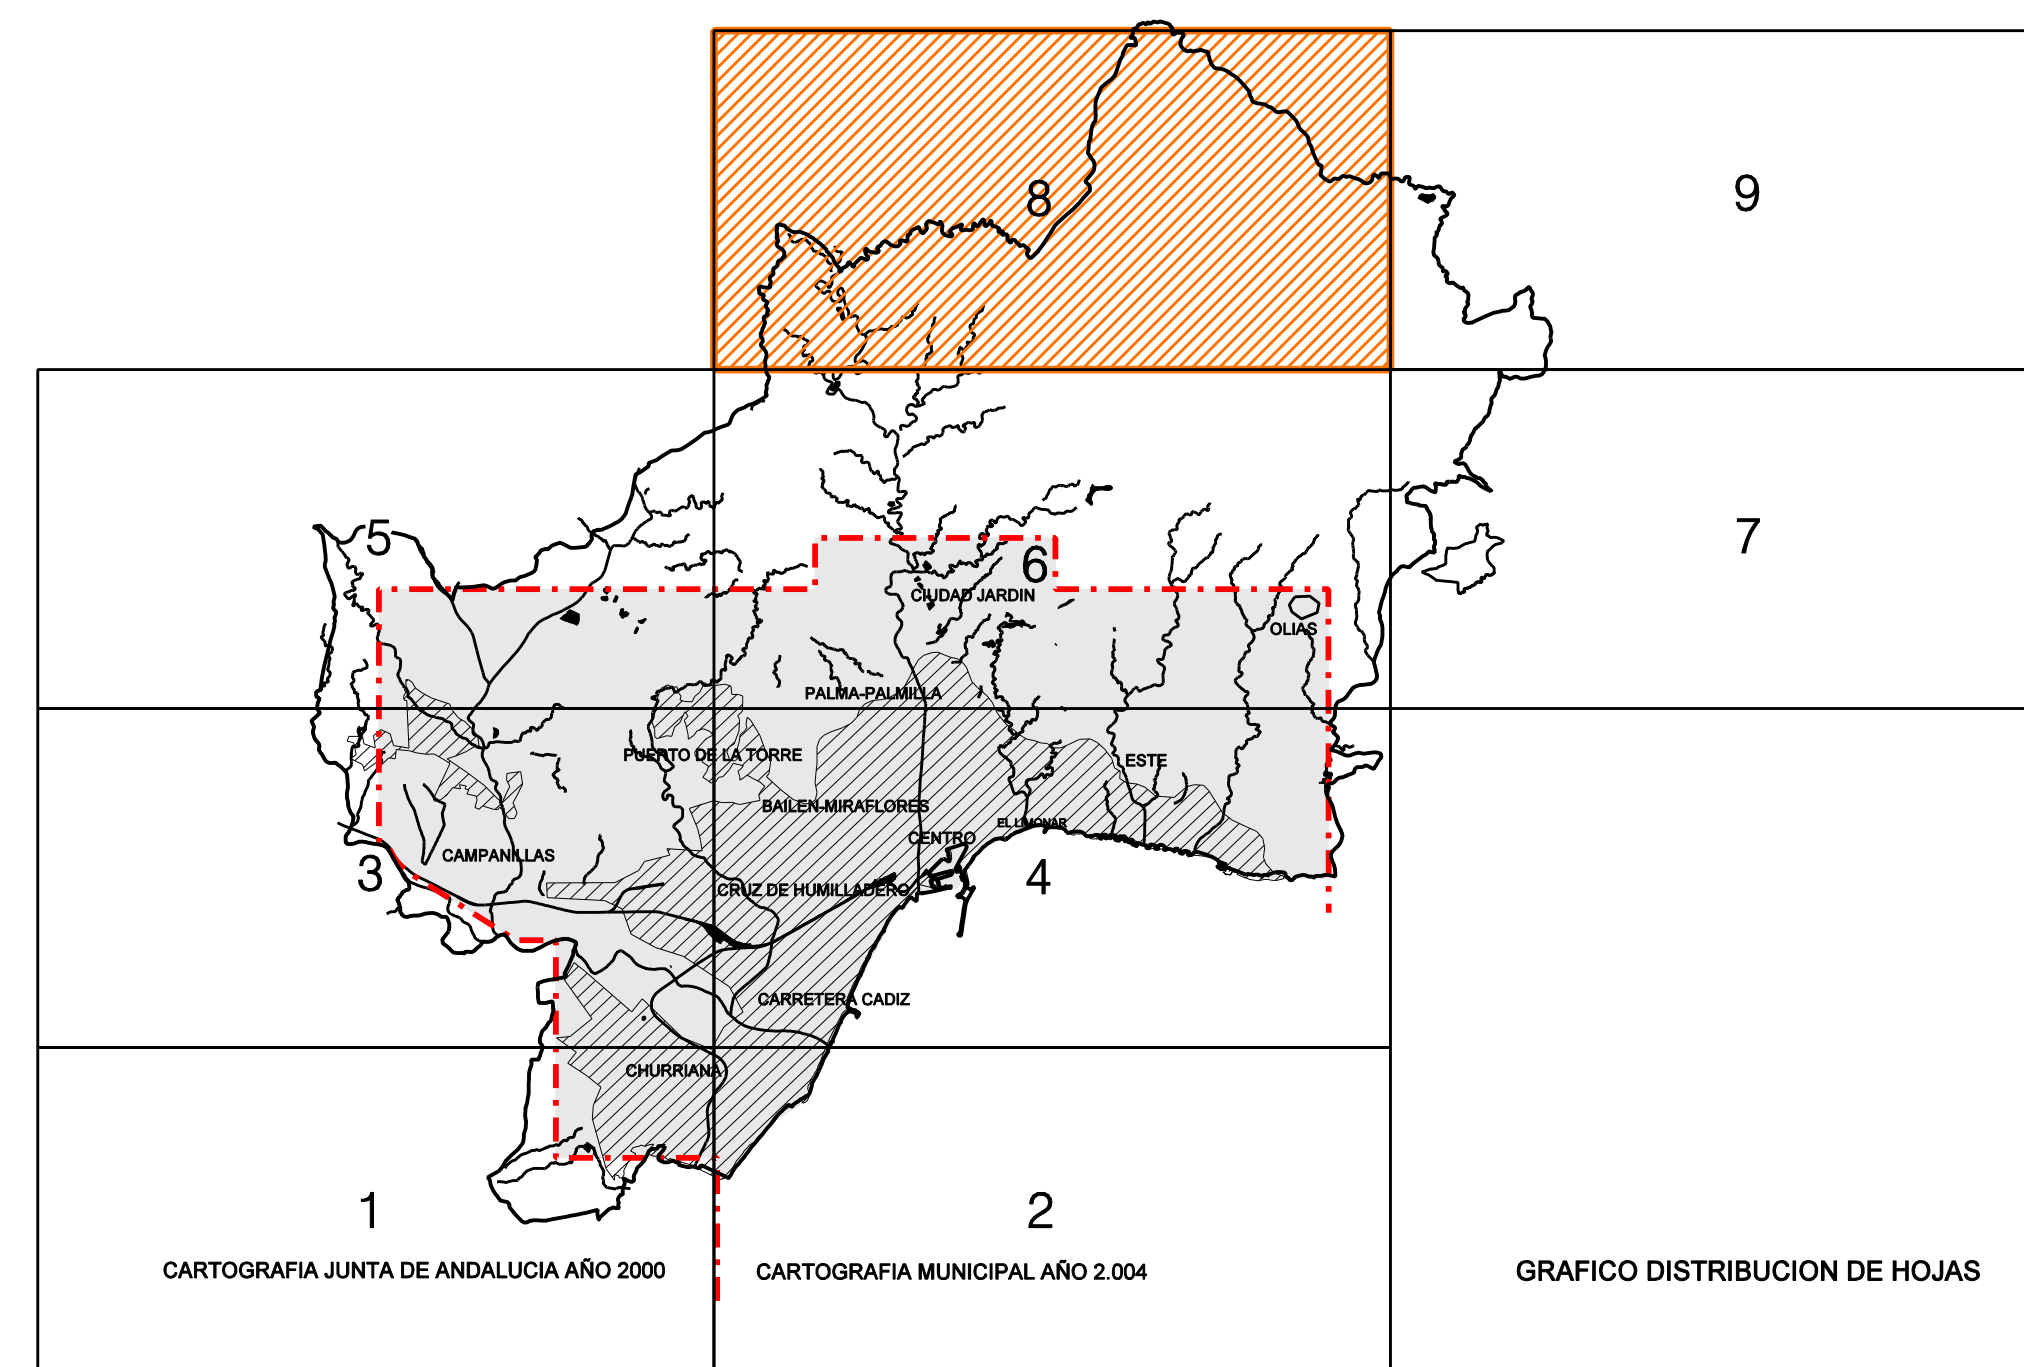 8
9
5
6
7
CIUDAD JARDIN
OLIAS
PALMA-PALMILLA
PUERTO DE LA TORRE
ESTE
BAILEN-MIRAFLORES
EL LIMONAR
CENTRO
CAMPANILLAS
3
CRUZ DE HUMILLADERO
4
CARRETERA CADIZ
CHURRIANA
1
2
CARTOGRAFIA JUNTA DE ANDALUCIA AÑO 2000
CARTOGRAFIA MUNICIPAL AÑO 2.004
GRAFICO DISTRIBUCION DE HOJAS